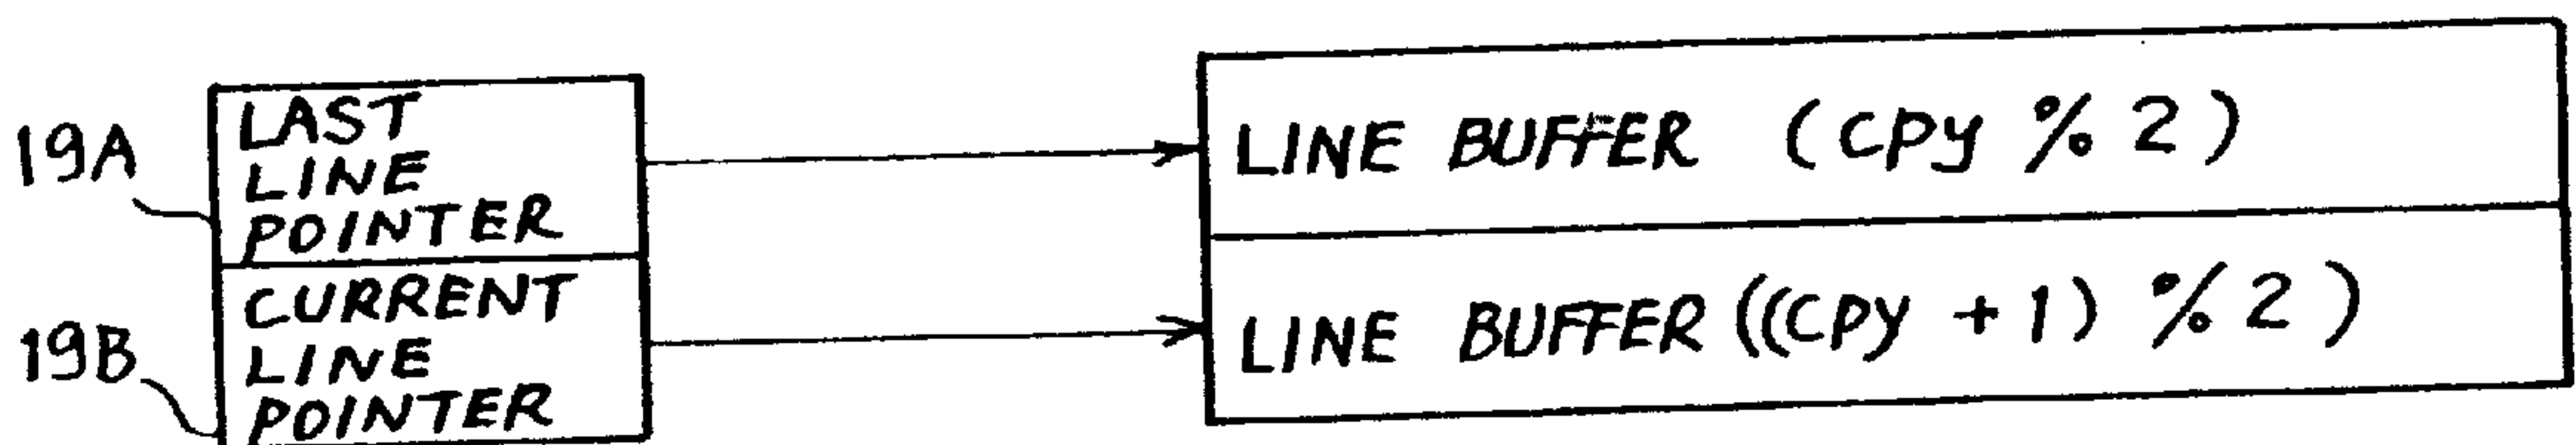 19A
LAST
LINE
POINTER
LINE BUFFER (CPY % 2)
19B
CURRENT
LINE
POINTER
LINE BUFFER ((CPY + 1) % 2)